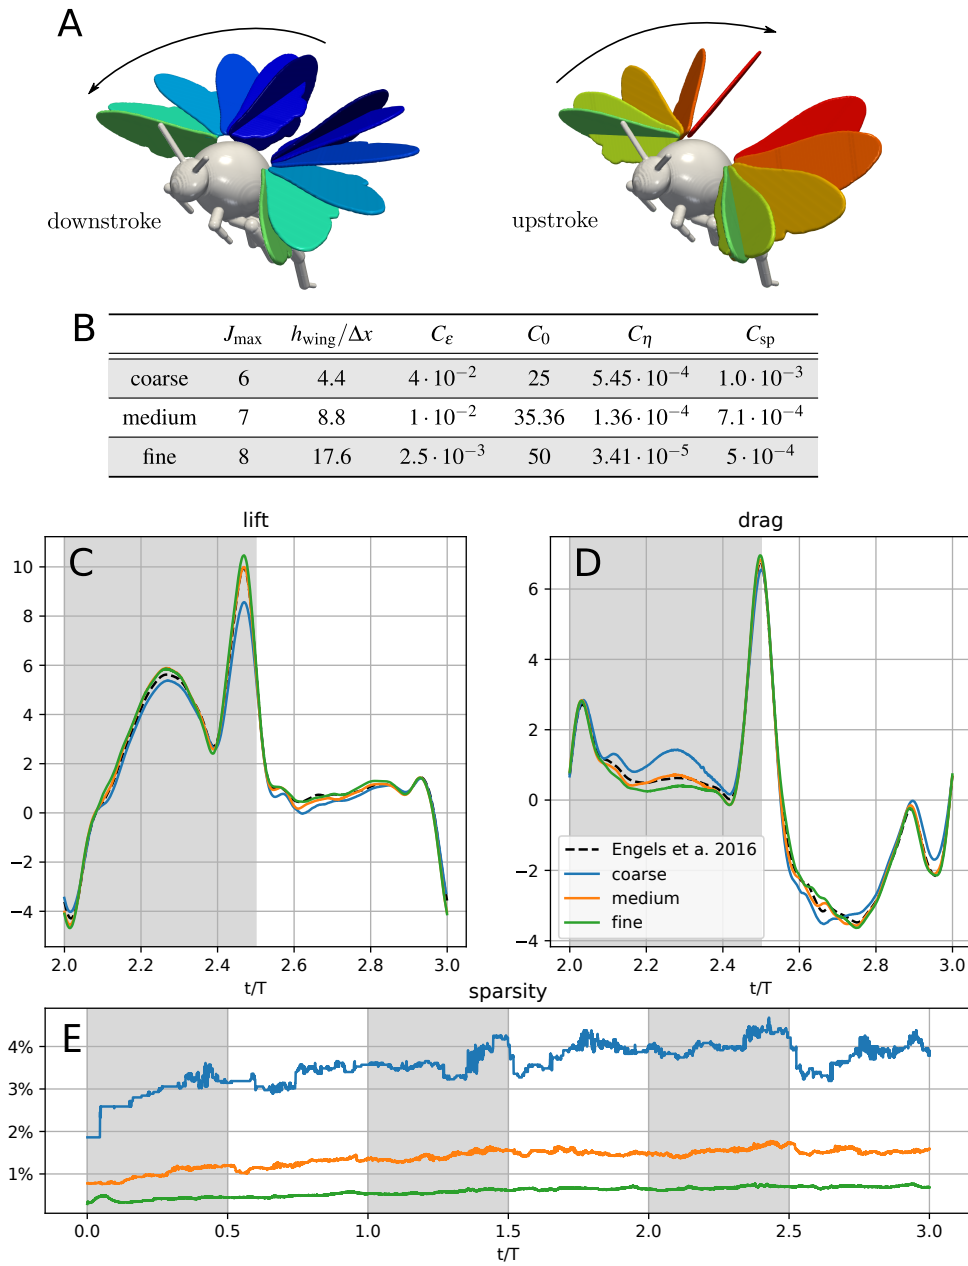 A
downstroke
upstroke
B
J_max h_wing/Δx C_ε C_0 C_η C_sp
coarse 6 4.4 4·10⁻² 25 5.45·10⁻⁴ 1.0·10⁻³
medium 7 8.8 1·10⁻² 35.36 1.36·10⁻⁴ 7.1·10⁻⁴
fine 8 17.6 2.5·10⁻³ 50 3.41·10⁻⁵ 5·10⁻⁴
lift
C
10
8
6
4
2
0
−2
−4
2.0 2.2 2.4 2.6 2.8 3.0
t/T
drag
D
6
4
2
0
−2
−4
Engels et a. 2016
coarse
medium
fine
2.0 2.2 2.4 2.6 2.8 3.0
t/T
sparsity
E
4%
3%
2%
1%
0.0 0.5 1.0 1.5 2.0 2.5 3.0
t/T